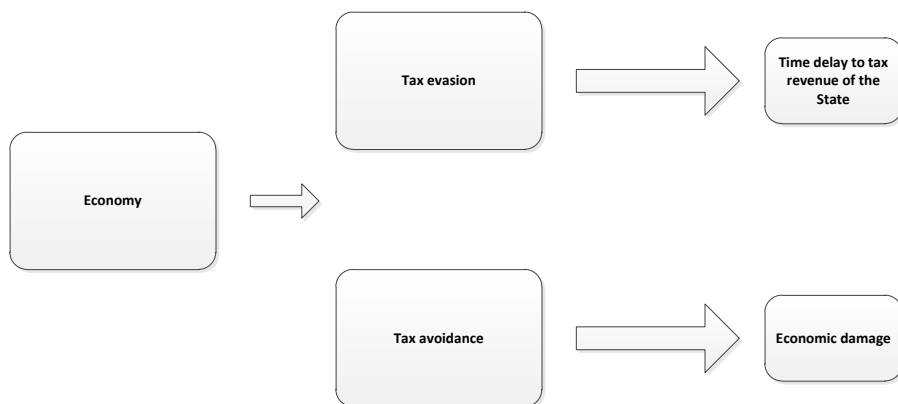 Tax evasion
Time delay to tax
revenue of the
State
Economy
Tax avoidance
Economic damage